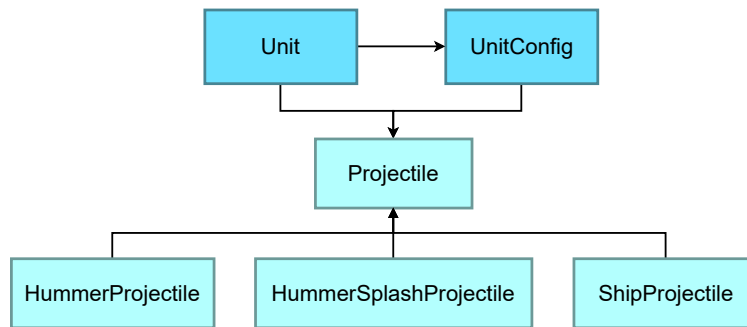 Unit
UnitConfig
Projectile
HummerProjectile
HummerSplashProjectile
ShipProjectile